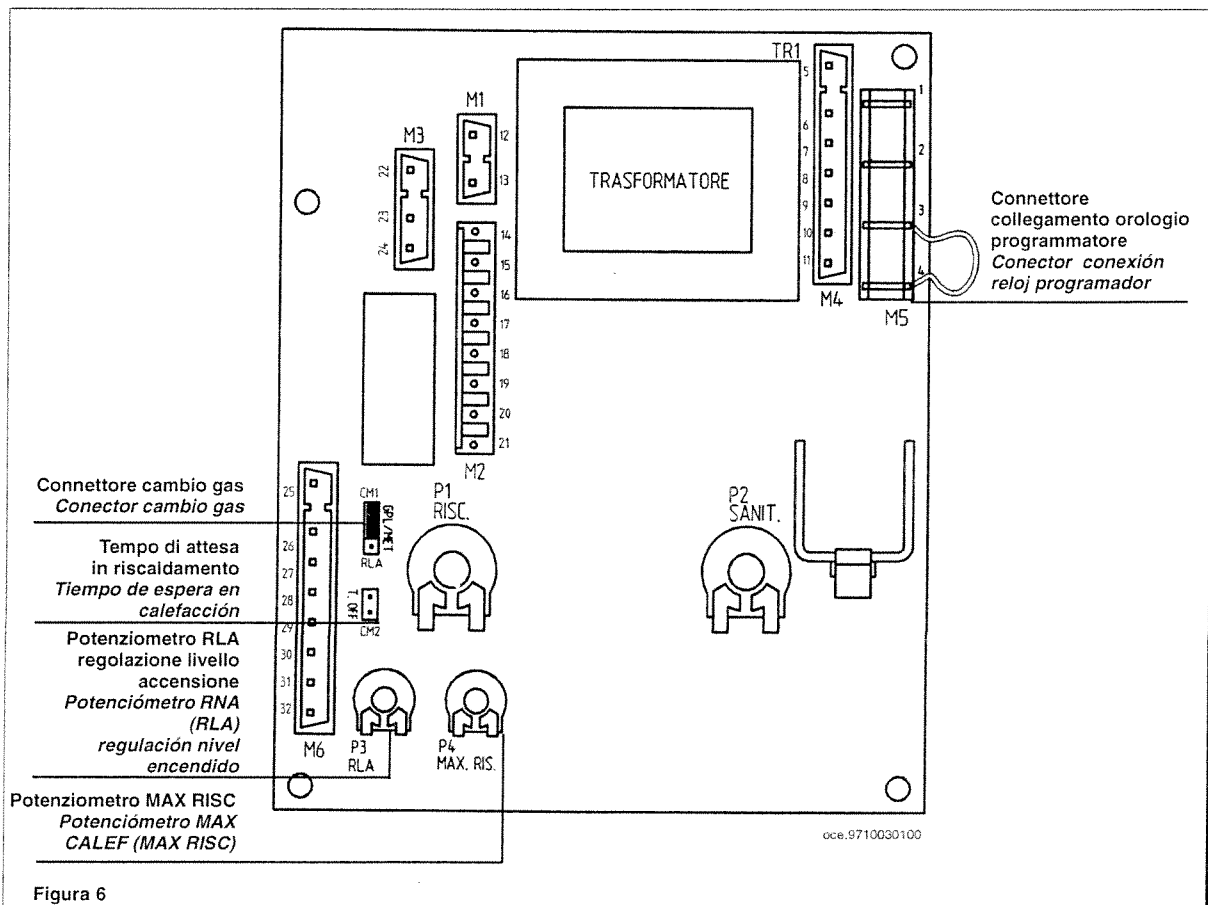 TR1
5
6
7
8
9
10
11
M4
1
2
3
4
M5
M1
12
13
M3
22
23
24
TRASFORMATORE
14
15
16
17
18
19
20
21
M2
Connettore
collegamento orologio
programmatore
Conector conexión
reloj programador
Connettore cambio gas
Conector cambio gas
Tempo di attesa
in riscaldamento
Tiempo de espera en
calefacción
Potenziometro RLA
regolazione livello
accensione
Potenciómetro RNA
(RLA)
regulación nivel
encendido
Potenziometro MAX RISC
Potenciómetro MAX
CALEF (MAX RISC)
25
26
27
28
29
30
31
32
M6
CM1
GPL/MET
RLA
T. OFF
CM2
P1
RISC.
P2
SANIT.
P3
RLA
P4
MAX. RIS.
oce.9710030100
Figura 6